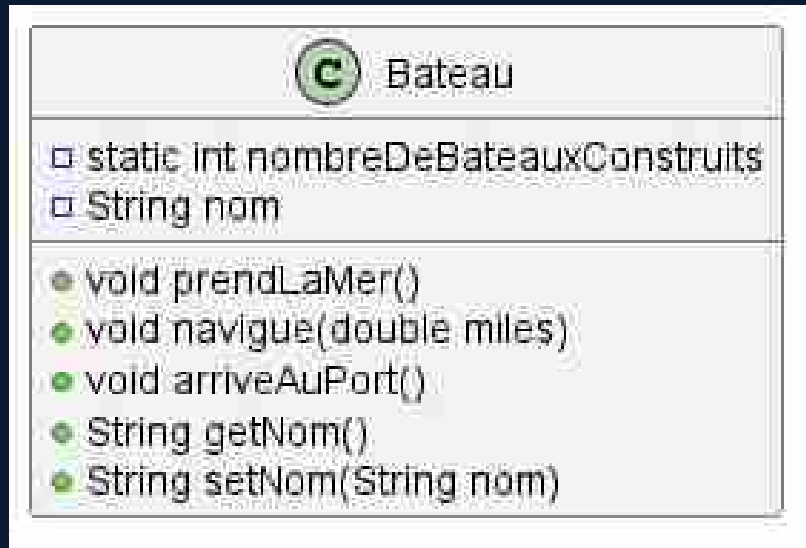 C Bateau
static int nombreDeBateauxConstruits
String nom
void prendLaMer()
void navigue(double miles)
void arriveAuPort()
String getNom()
String setNom(String nom)